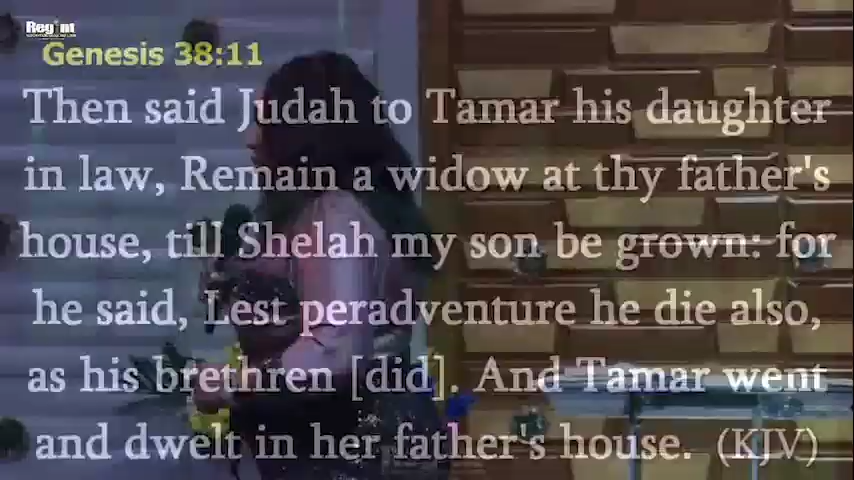 Regent
Genesis 38:11
Then said Judah to Tamar his daughter
in law, Remain a widow at thy father's
house, till Shelah my son be grown: for
he said, Lest peradventure he die also,
as his brethren [did]. And Tamar went
and dwelt in her father's house. (KJV)